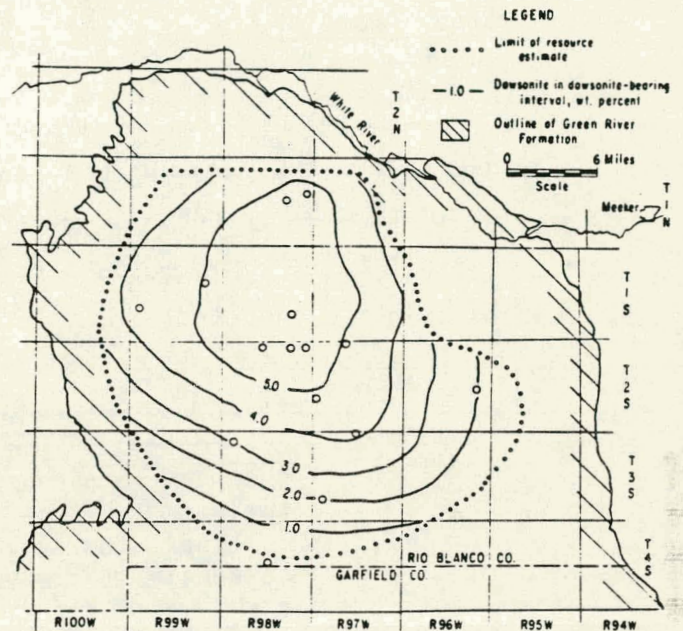 LEGEND
Limit of resource
estimate
1.0 Dawsonite in dawsonite-bearing
interval, wt. percent
Outline of Green River
Formation
0 6 Miles
Scale
White River
T
2
N
Meeker
T
1
N
T
1
S
T
2
S
T
3
S
T
4
S
5.0
4.0
3.0
2.0
1.0
RIO BLANCO CO.
GARFIELD CO.
R100W R99W R98W R97W R96W R95W R94W